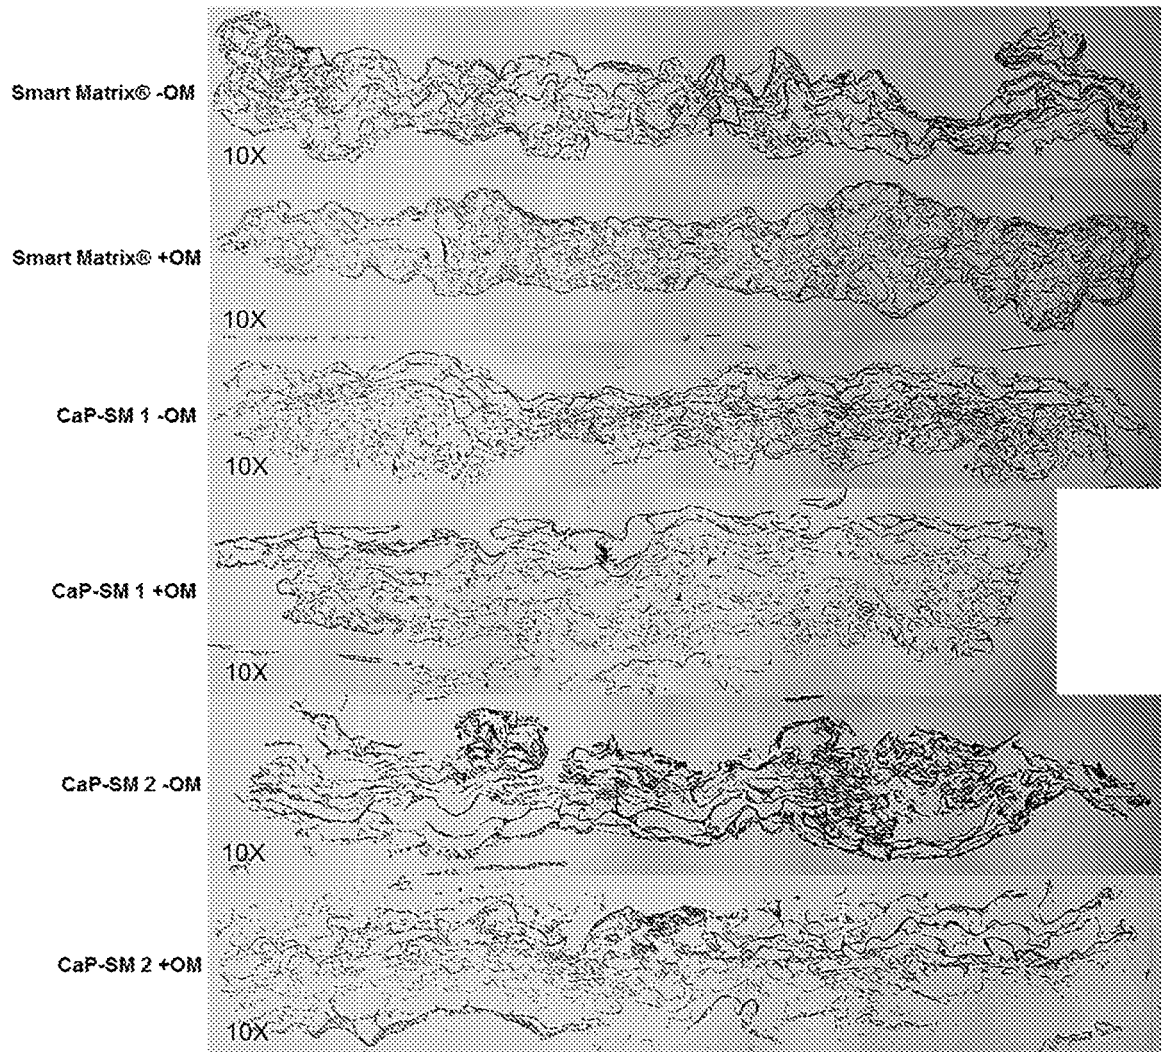 Smart Matrix® -OM
10X
Smart Matrix® +OM
10X
CaP-SM 1 -OM
10X
CaP-SM 1 +OM
10X
CaP-SM 2 -OM
10X
CaP-SM 2 +OM
10X